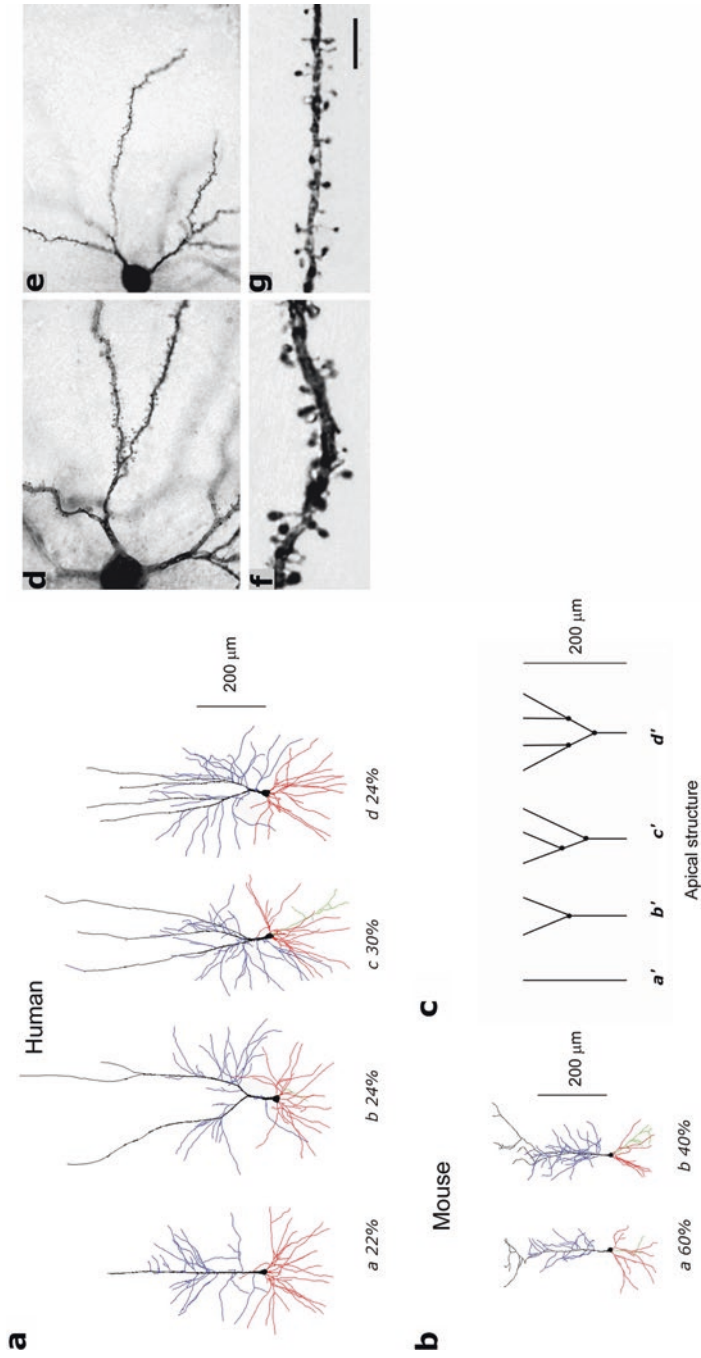 a
Human
a 22%
b 24%
c 30%
d 24%
200 μm
b
Mouse
a 60%
b 40%
200 μm
c
a'
b'
c'
d'
200 μm
Apical structure
d
e
f
g